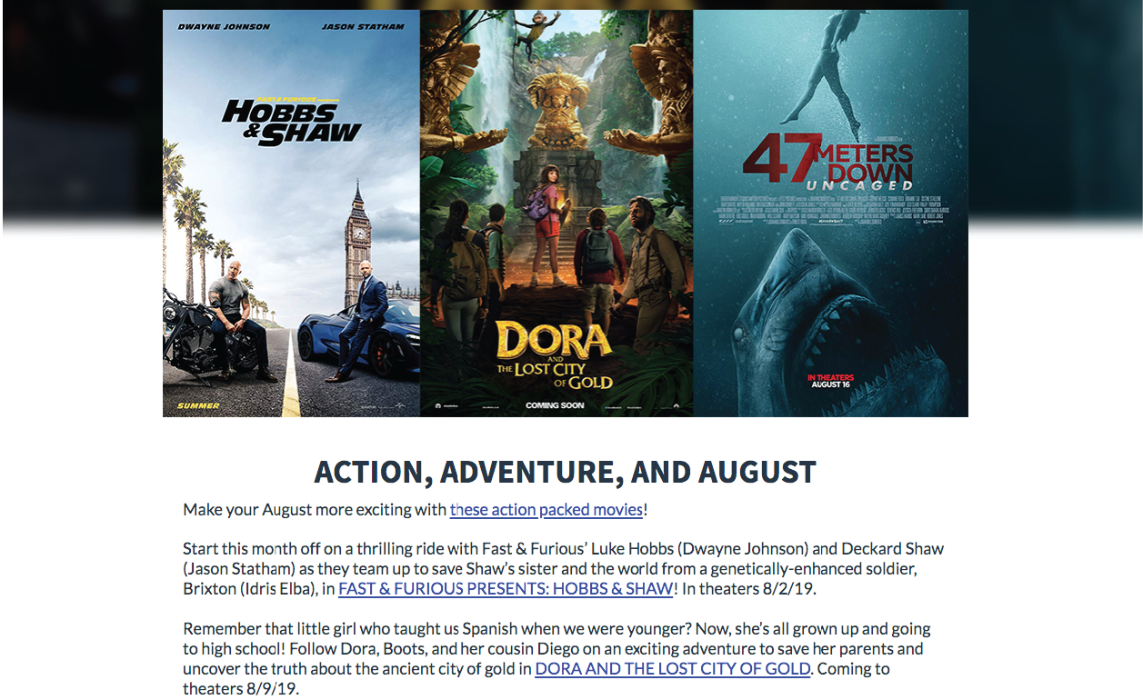 DWAYNE JOHNSON JASON STATHAM
FAST & FURIOUS
HOBBS
& SHAW
SUMMER
DORA
AND
THE LOST CITY
OF GOLD
COMING SOON
47 METERS
DOWN
UNCAGED
IN THEATERS
AUGUST 16
ACTION, ADVENTURE, AND AUGUST
Make your August more exciting with these action packed movies!
Start this month off on a thrilling ride with Fast & Furious’ Luke Hobbs (Dwayne Johnson) and Deckard Shaw
(Jason Statham) as they team up to save Shaw’s sister and the world from a genetically-enhanced soldier,
Brixton (Idris Elba), in FAST & FURIOUS PRESENTS: HOBBS & SHAW! In theaters 8/2/19.
Remember that little girl who taught us Spanish when we were younger? Now, she’s all grown up and going
to high school! Follow Dora, Boots, and her cousin Diego on an exciting adventure to save her parents and
uncover the truth about the ancient city of gold in DORA AND THE LOST CITY OF GOLD. Coming to
theaters 8/9/19.